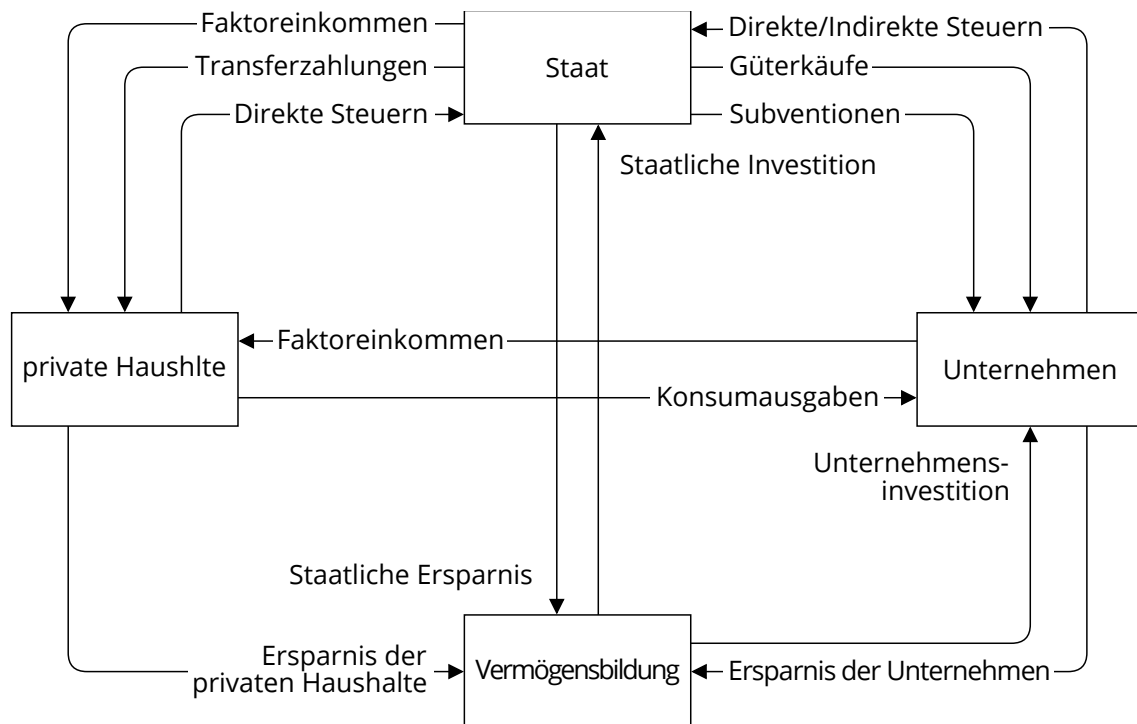 Faktoreinkommen
Direkte/Indirekte Steuern
Transferzahlungen
Staat
Güterkäufe
Direkte Steuern
Subventionen
Staatliche Investition
private Haushlte
Faktoreinkommen
Unternehmen
Konsumausgaben
Unternehmens-
investition
Staatliche Ersparnis
Ersparnis der
privaten Haushalte
Vermögensbildung
Ersparnis der Unternehmen